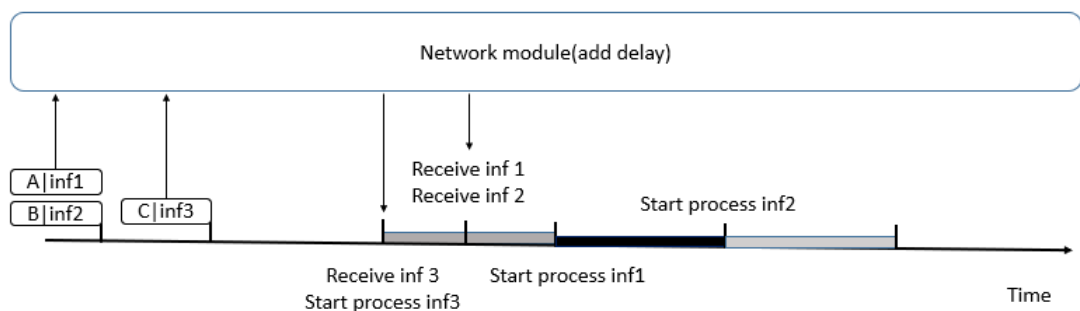 Network module(add delay)
A|inf1
B|inf2
C|inf3
Receive inf 1
Receive inf 2
Start process inf2
Receive inf 3
Start process inf3
Start process inf1
Time